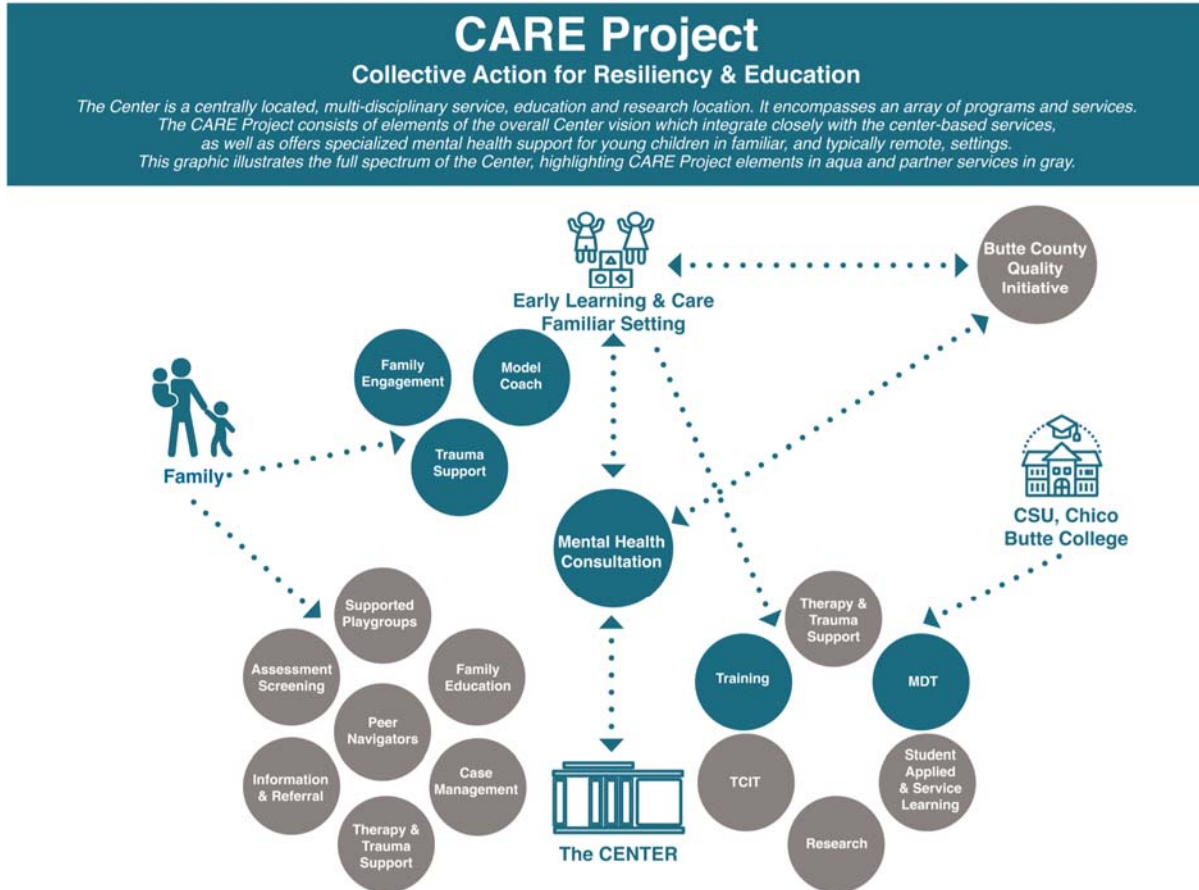 CARE Project
Collective Action for Resiliency & Education
The Center is a centrally located, multi-disciplinary service, education and research location. It encompasses an array of programs and services.
The CARE Project consists of elements of the overall Center vision which integrate closely with the center-based services,
as well as offers specialized mental health support for young children in familiar, and typically remote, settings.
This graphic illustrates the full spectrum of the Center, highlighting CARE Project elements in aqua and partner services in gray.
Early Learning & Care
Familiar Setting
Butte County
Quality
Initiative
Family
Engagement
Model
Coach
Trauma
Support
Family
CSU, Chico
Butte College
Mental Health
Consultation
Supported
Playgroups
Assessment
Screening
Family
Education
Peer
Navigators
Information
& Referral
Case
Management
Therapy &
Trauma
Support
The CENTER
Therapy &
Trauma
Support
Training
MDT
TCIT
Student
Applied
& Service
Learning
Research